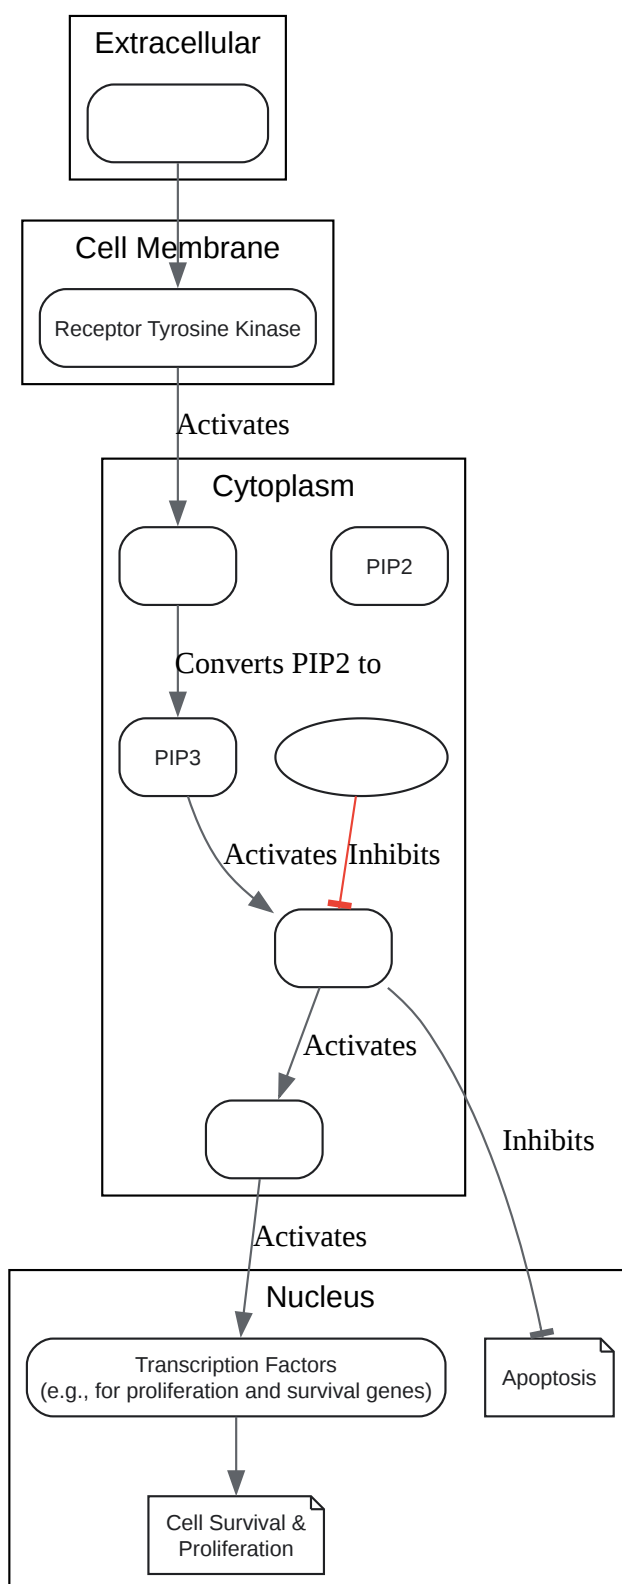 Extracellular
Cell Membrane
Receptor Tyrosine Kinase
Activates
Cytoplasm
PIP2
Converts PIP2 to
PIP3
Activates
Inhibits
Activates
Inhibits
Activates
Nucleus
Transcription Factors
(e.g., for proliferation and survival genes)
Apoptosis
Cell Survival &
Proliferation